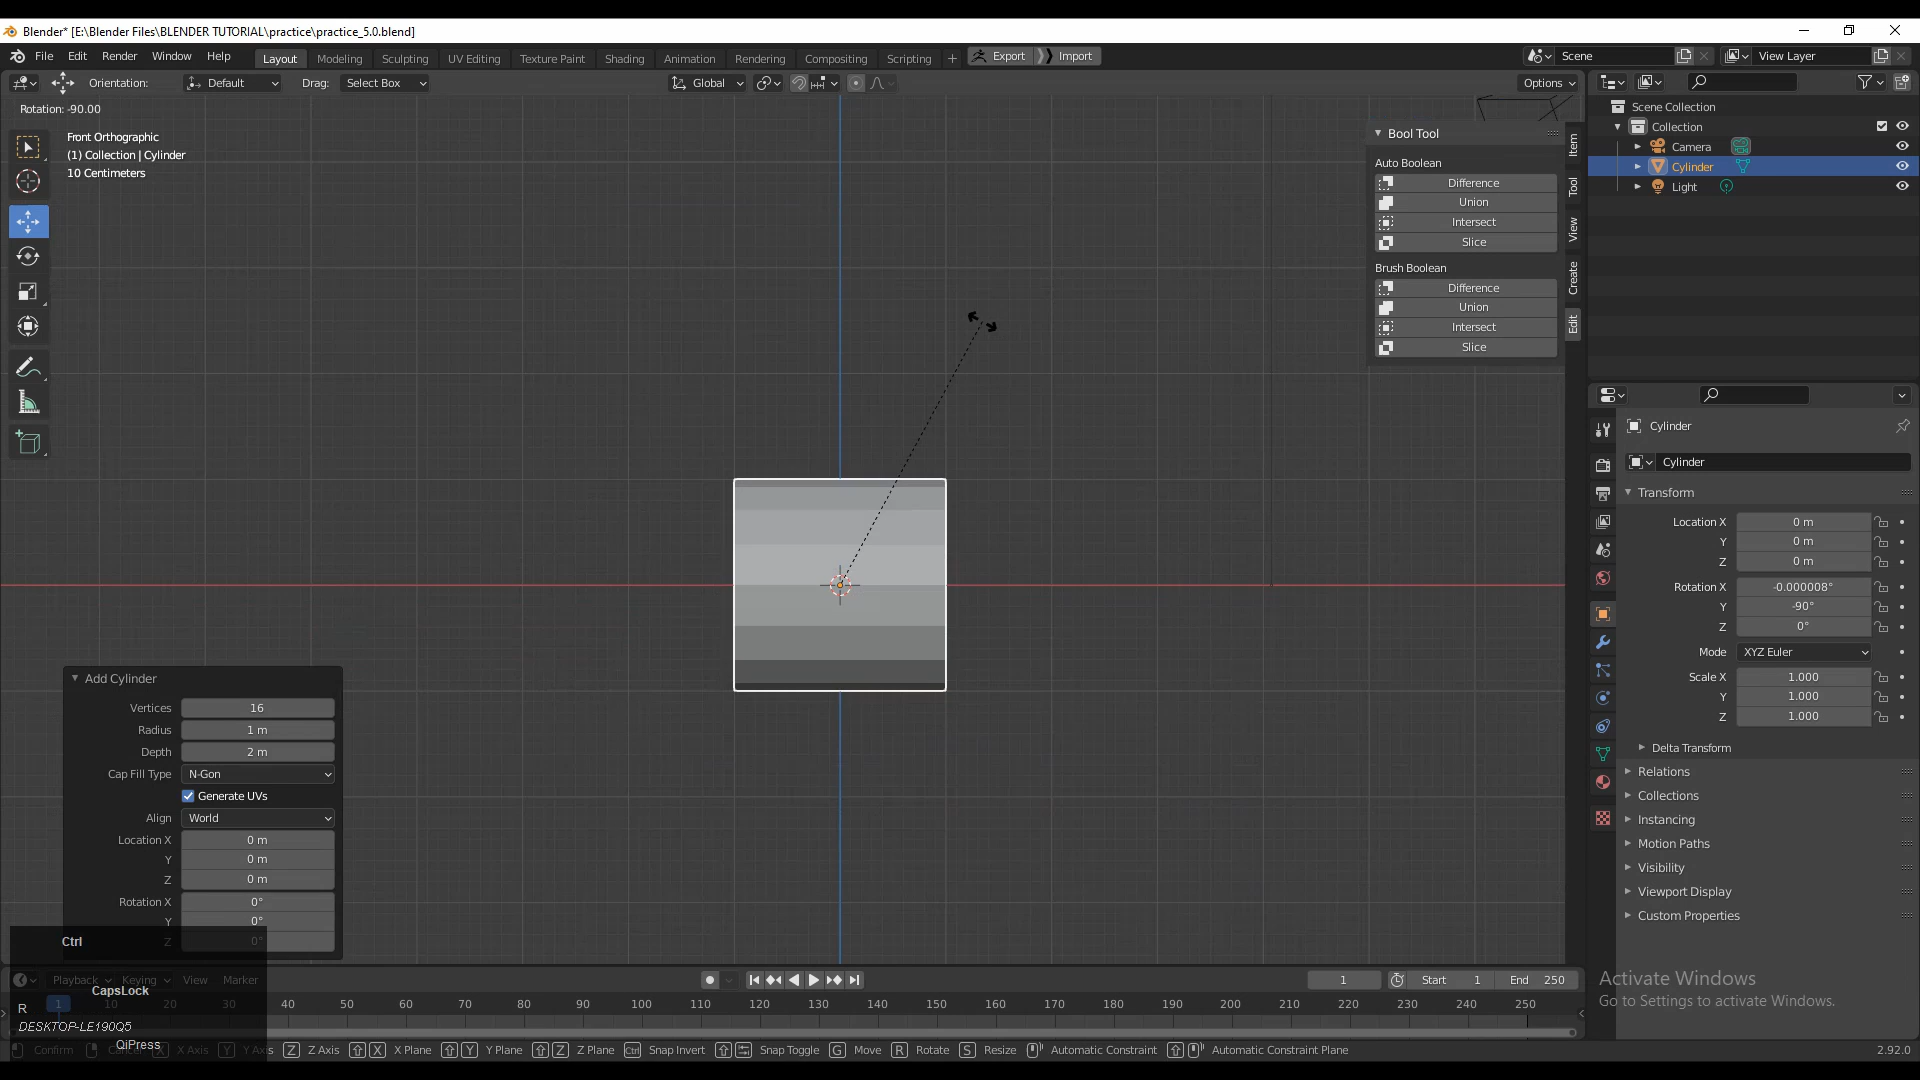 Blender* [E:\Blender Files\BLENDER TUTORIAL\practice\practice_5.0.blend]
File Edit Render Window Help Layout Modeling Sculpting UV Editing Texture Paint Shading Animation Rendering Compositing Scripting + Export Import Scene View Layer
Orientation: Default Drag: Select Box Global Options
Rotation: -90.00
Front Orthographic
(1) Collection | Cylinder
10 Centimeters
Bool Tool
Auto Boolean
Difference
Union
Intersect
Slice
Brush Boolean
Difference
Union
Intersect
Slice
Item
Tool
View
Create
Edit
Scene Collection
Collection
Camera
Cylinder
Light
Cylinder
Cylinder
Transform
Location X 0 m
Y 0 m
Z 0 m
Rotation X -0.000008°
Y -90°
Z 0°
Mode XYZ Euler
Scale X 1.000
Y 1.000
Z 1.000
Delta Transform
Relations
Collections
Instancing
Motion Paths
Visibility
Viewport Display
Custom Properties
Add Cylinder
Vertices 16
Radius 1 m
Depth 2 m
Cap Fill Type N-Gon
Generate UVs
Align World
Location X 0 m
Y 0 m
Z 0 m
Rotation X 0°
Y 0°
Z 0°
Ctrl
Playback Keying View Marker 1 Start 1 End 250
CapsLock
1 10 20 30 40 50 60 70 80 90 100 110 120 130 140 150 160 170 180 190 200 210 220 230 240 250
R
DESKTOP-LE190Q5
QiPress
Activate Windows
Go to Settings to activate Windows.
Confirm Cancel X X Axis Y Y Axis Z Z Axis X X Plane Y Y Plane Z Z Plane Ctrl Snap Invert Snap Toggle G Move R Rotate S Resize Automatic Constraint Automatic Constraint Plane 2.92.0